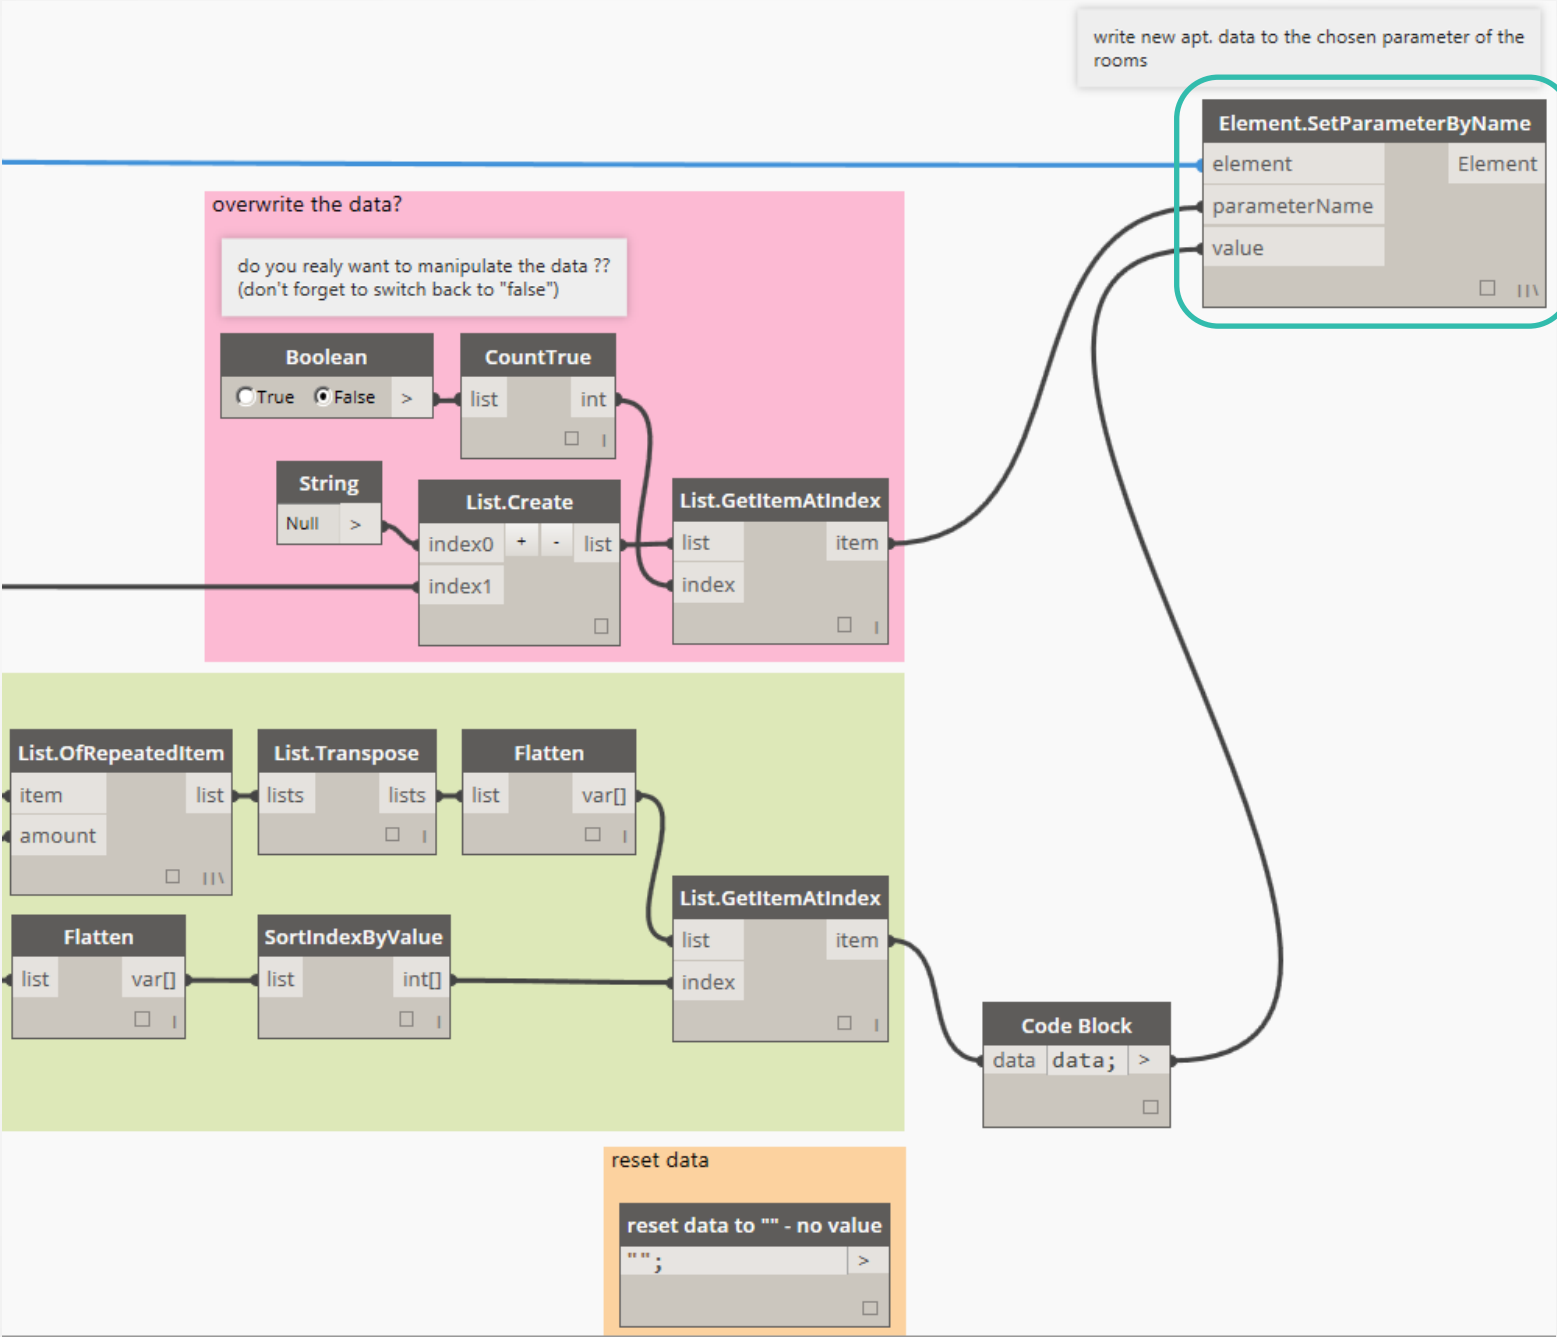 write new apt. data to the chosen parameter of the
rooms
Element.SetParameterByName
element
Element
parameterName
value
overwrite the data?
do you realy want to manipulate the data ??
(don't forget to switch back to "false")
Boolean
True
False
>
CountTrue
list
int
String
Null
>
List.Create
index0
+
-
list
index1
List.GetItemAtIndex
list
item
index
List.OfRepeatedItem
item
list
amount
List.Transpose
lists
lists
Flatten
list
var[]
Flatten
list
var[]
SortIndexByValue
list
int[]
List.GetItemAtIndex
list
item
index
Code Block
data
data;
>
reset data
reset data to "" - no value
"";
>